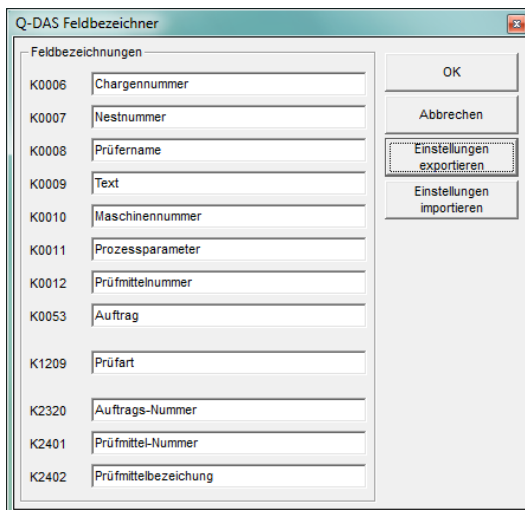 Q-DAS Feldbezeichner
Feldbezeichnungen
K0006 Chargennummer
K0007 Nestnummer
K0008 Prüfername
K0009 Text
K0010 Maschinennummer
K0011 Prozessparameter
K0012 Prüfmittelnummer
K0053 Auftrag
K1209 Prüfart
K2320 Auftrags-Nummer
K2401 Prüfmittel-Nummer
K2402 Prüfmittelbezeichung
OK
Abbrechen
Einstellungen
exportieren
Einstellungen
importieren